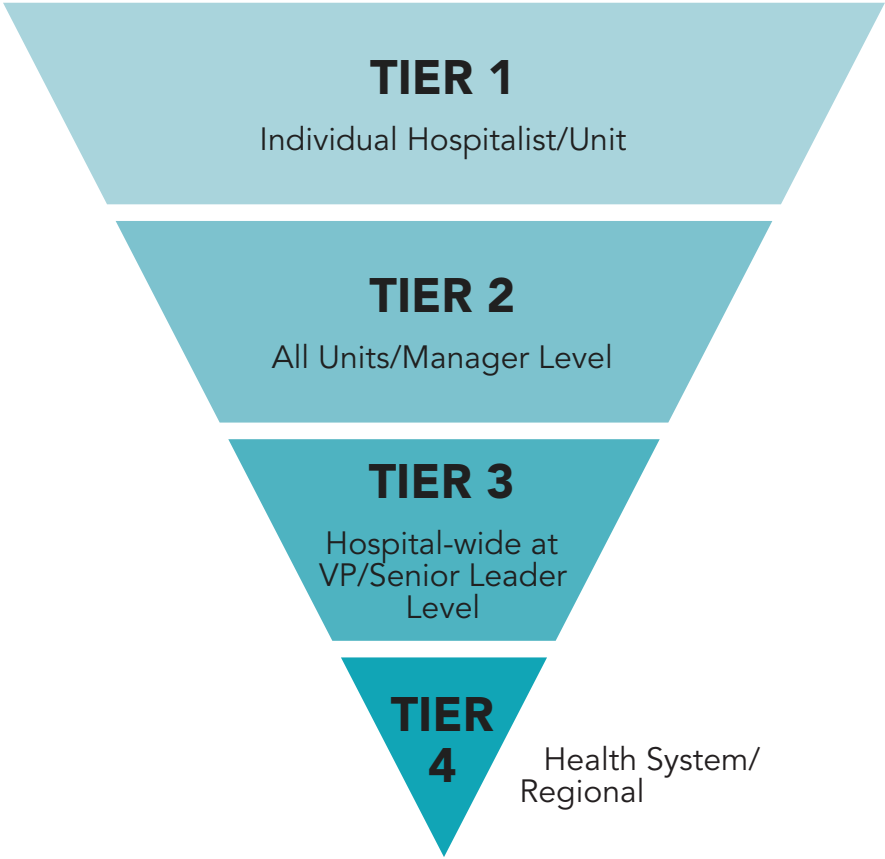 TIER 1
Individual Hospitalist/Unit
TIER 2
All Units/Manager Level
TIER 3
Hospital-wide at
VP/Senior Leader
Level
TIER
4
Health System/
Regional